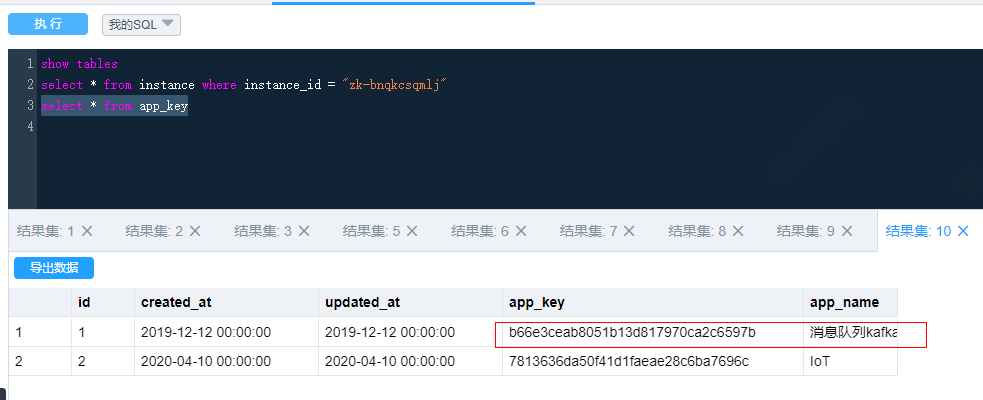 执 行 我的SQL
1 show tables
2 select * from instance where instance_id = "zk-bnqkcsqmlj"
3 select * from app_key
4
结果集: 1 × 结果集: 2 × 结果集: 3 × 结果集: 5 × 结果集: 6 × 结果集: 7 × 结果集: 8 × 结果集: 9 × 结果集: 10 ×
导出数据
id created_at updated_at app_key app_name
1 1 2019-12-12 00:00:00 2019-12-12 00:00:00 b66e3ceab8051b13d817970ca2c6597b 消息队列kafka
2 2 2020-04-10 00:00:00 2020-04-10 00:00:00 7813636da50f41d1faeae28c6ba7696c IoT